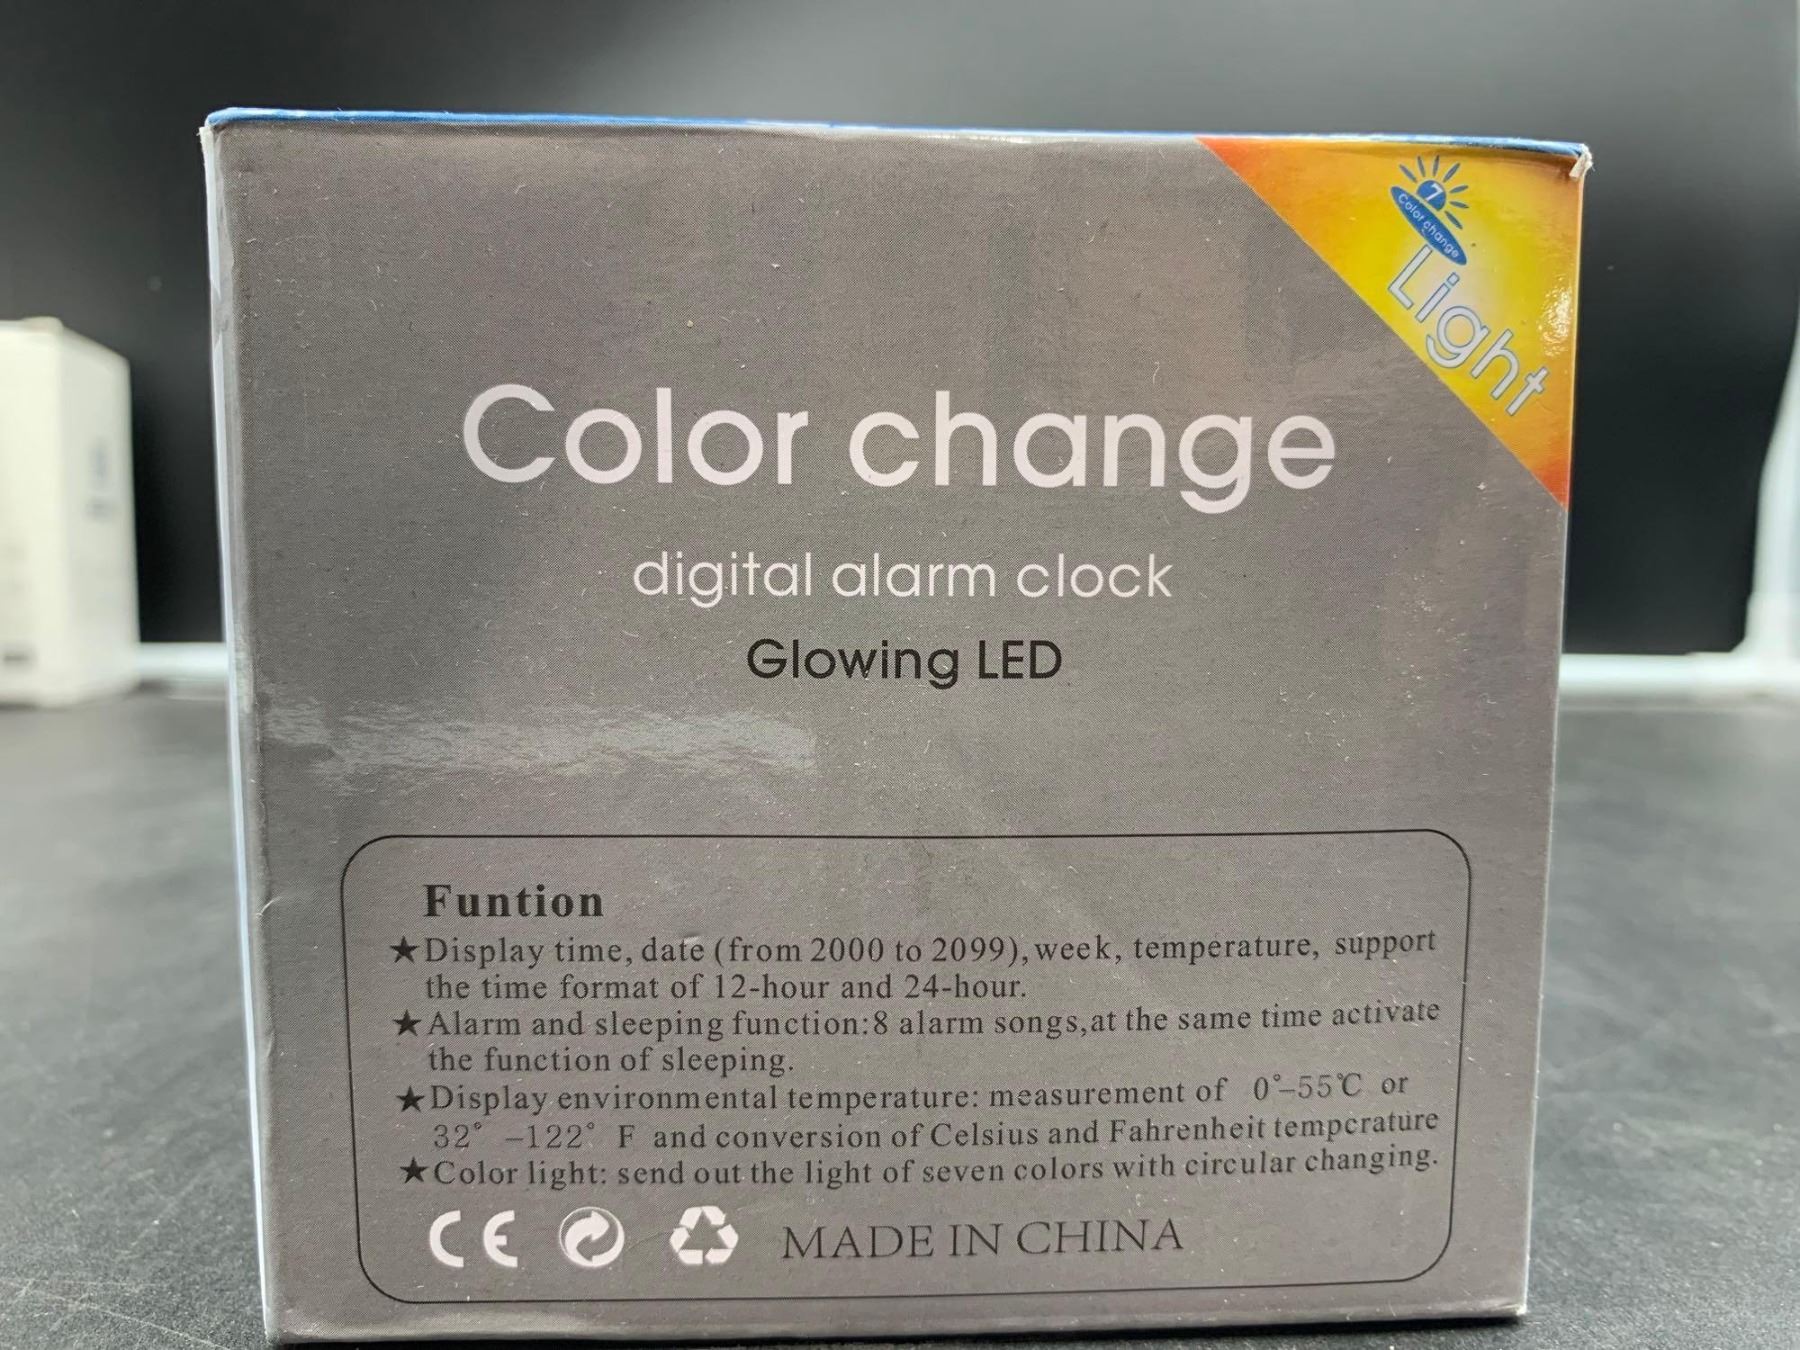 7
Color change
Light
Color change
digital alarm clock
Glowing LED
Funtion
★Display time, date (from 2000 to 2099), week, temperature, support
the time format of 12-hour and 24-hour.
★Alarm and sleeping function:8 alarm songs,at the same time activate
the function of sleeping.
★Display environmental temperature: measurement of 0°–55℃ or
32° –122° F and conversion of Celsius and Fahrenheit temperature
★Color light: send out the light of seven colors with circular changing.
CE MADE IN CHINA